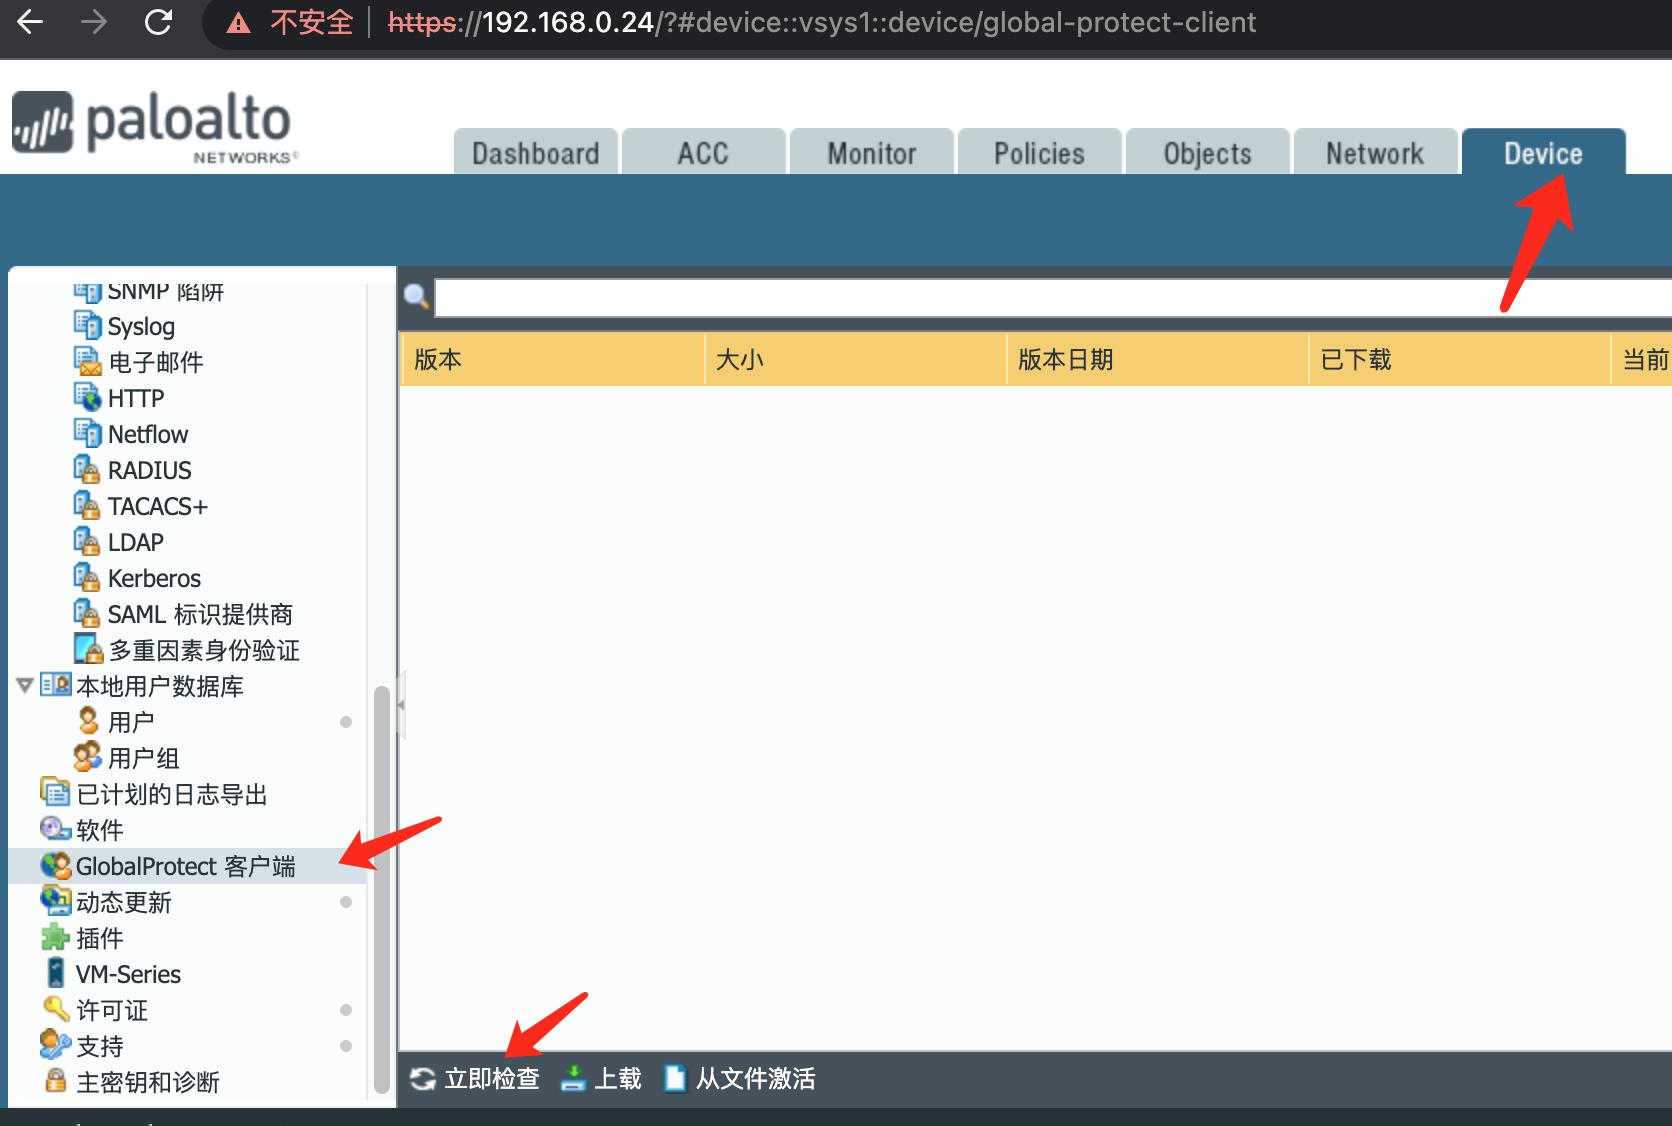 不安全 https://192.168.0.24/?#device::vsys1::device/global-protect-client
paloalto
NETWORKS®
Dashboard ACC Monitor Policies Objects Network Device
SNMP 陷阱
Syslog
电子邮件
HTTP
Netflow
RADIUS
TACACS+
LDAP
Kerberos
SAML 标识提供商
多重因素身份验证
本地用户数据库
用户
用户组
已计划的日志导出
软件
GlobalProtect 客户端
动态更新
插件
VM-Series
许可证
支持
主密钥和诊断
版本 大小 版本日期 已下载 当前
立即检查 上载 从文件激活